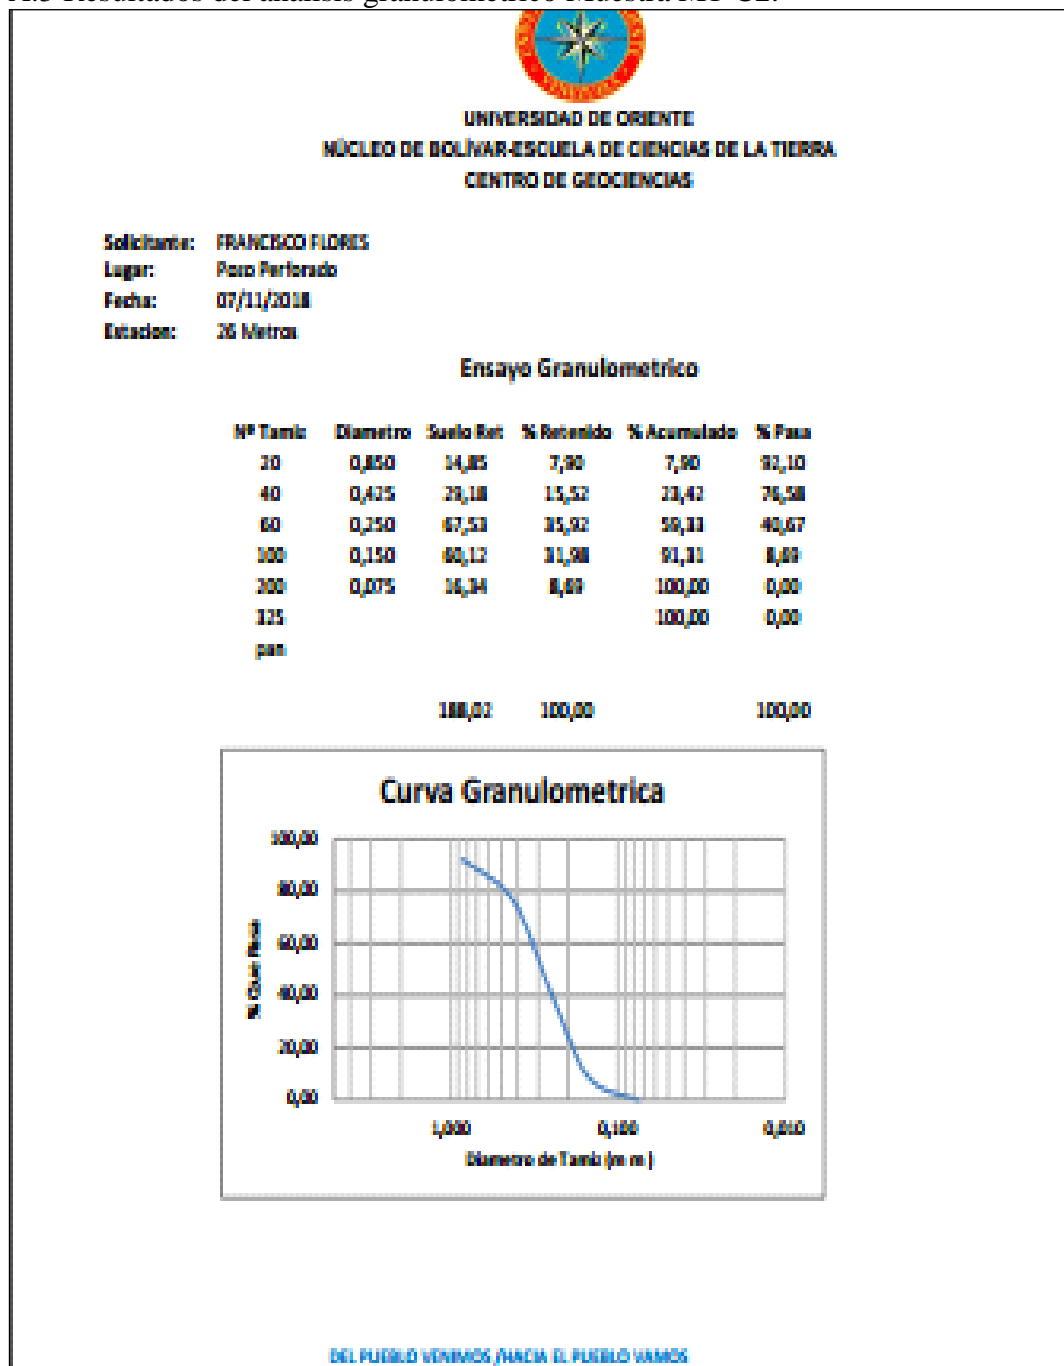 UNIVERSIDAD DE ORIENTE
NÚCLEO DE BOLÍVAR-ESCUELA DE CIENCIAS DE LA TIERRA
CENTRO DE GEOCIENCIAS
Solicitante: FRANCISCO FLORES
Lugar: Pozo Perforado
Fecha: 07/11/2018
Estacion: 26 Metros
Ensayo Granulometrico
Nº Tamiz Diametro Suelo Ret % Retenido % Acumulado % Pasa
20 0,850 14,85 7,90 7,90 92,10
40 0,425 29,18 15,52 23,42 76,58
60 0,250 67,53 35,92 59,33 40,67
100 0,150 60,12 31,98 91,31 8,69
200 0,075 16,34 8,69 100,00 0,00
325 100,00 0,00
pan
188,02 100,00 100,00
Curva Granulometrica
100,00
80,00
60,00
40,00
20,00
0,00
% Que Pasa
1,000 0,100 0,010
Diametro de Tamiz (m m )
DEL PUEBLO VENIMOS /HACIA EL PUEBLO VAMOS